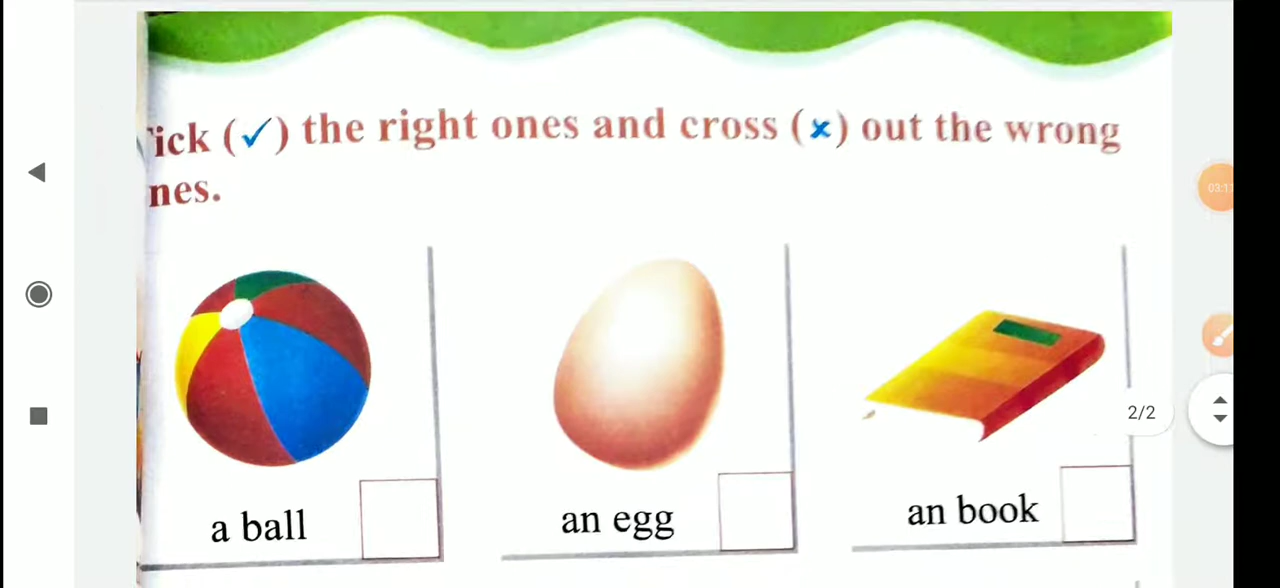 ick (✓) the right ones and cross (×) out the wrong
nes.
a ball
an egg
an book
2/2